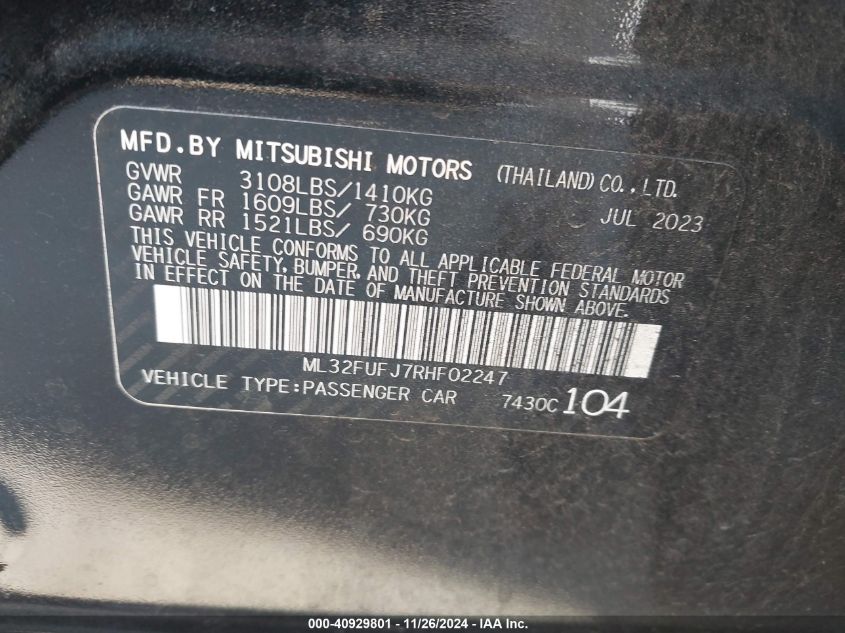 MFD.BY MITSUBISHI MOTORS (THAILAND) CO.,LTD.
GVWR 3108LBS/1410KG
GAWR FR 1609LBS/ 730KG JUL 2023
GAWR RR 1521LBS/ 690KG
THIS VEHICLE CONFORMS TO ALL APPLICABLE FEDERAL MOTOR
VEHICLE SAFETY, BUMPER, AND THEFT PREVENTION STANDARDS
IN EFFECT ON THE DATE OF MANUFACTURE SHOWN ABOVE.
ML32FUFJ7RHF02247
VEHICLE TYPE:PASSENGER CAR 7430C 104
000-40929801 - 11/26/2024 - IAA Inc.